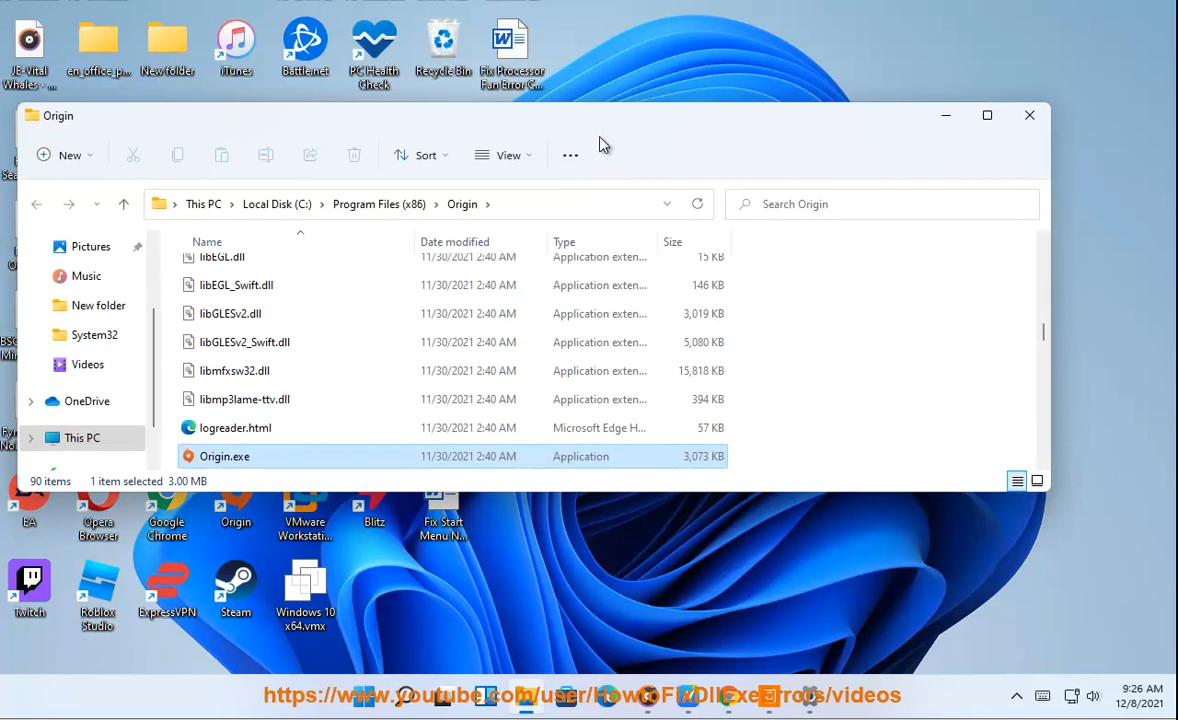 JE-Vital
Whales - ...
en_office_p...
New folder
iTunes
Battle.net
PC Health
Check
Recycle Bin
Fix Processor
Fan Error C...
Origin
New
Sort
View
This PC
Local Disk (C:)
Program Files (x86)
Origin
Search Origin
Name
Date modified
Type
Size
Pictures
Music
New folder
System32
Videos
OneDrive
This PC
libEGL.dll 11/30/2021 2:40 AM Application exten... 15 KB
libEGL_Swift.dll 11/30/2021 2:40 AM Application exten... 146 KB
libGLESv2.dll 11/30/2021 2:40 AM Application exten... 3,019 KB
libGLESv2_Swift.dll 11/30/2021 2:40 AM Application exten... 5,080 KB
libmfxsw32.dll 11/30/2021 2:40 AM Application exten... 15,818 KB
libmp3lame-ttv.dll 11/30/2021 2:40 AM Application exten... 394 KB
logreader.html 11/30/2021 2:40 AM Microsoft Edge H... 57 KB
Origin.exe 11/30/2021 2:40 AM Application 3,073 KB
90 items 1 item selected 3.00 MB
EA
Opera
Browser
Google
Chrome
Origin
VMware
Workstati...
Blitz
Fix Start
Menu N...
Twitch
Roblox
Studio
ExpressVPN
Steam
Windows 10
x64.vmx
https://www.youtube.com/user/HowtoFixDllExeErrors/videos
9:26 AM
12/8/2021